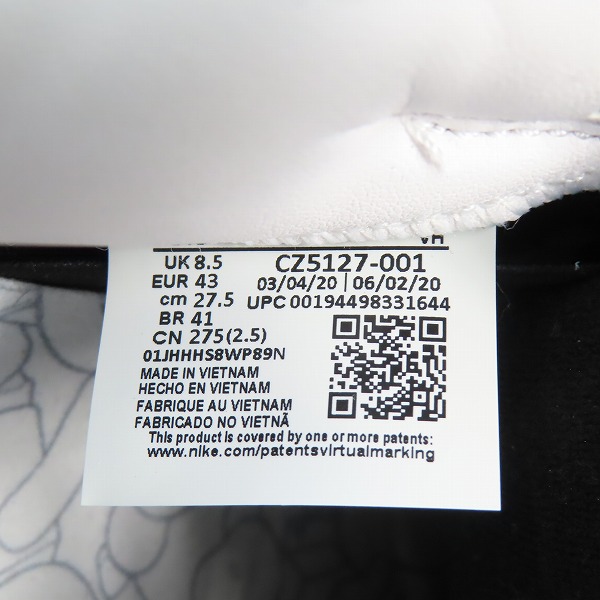 VH
UK 8.5 CZ5127-001
EUR 43 03/04/20 | 06/02/20
cm 27.5 UPC 00194498331644
BR 41
CN 275(2.5)
01JHHHS8WP89N
MADE IN VIETNAM
HECHO EN VIETNAM
FABRIQUE AU VIETNAM
FABRICADO NO VIETNÃ
This product is covered by one or more patents:
www.nike.com/patentsvirtualmarking